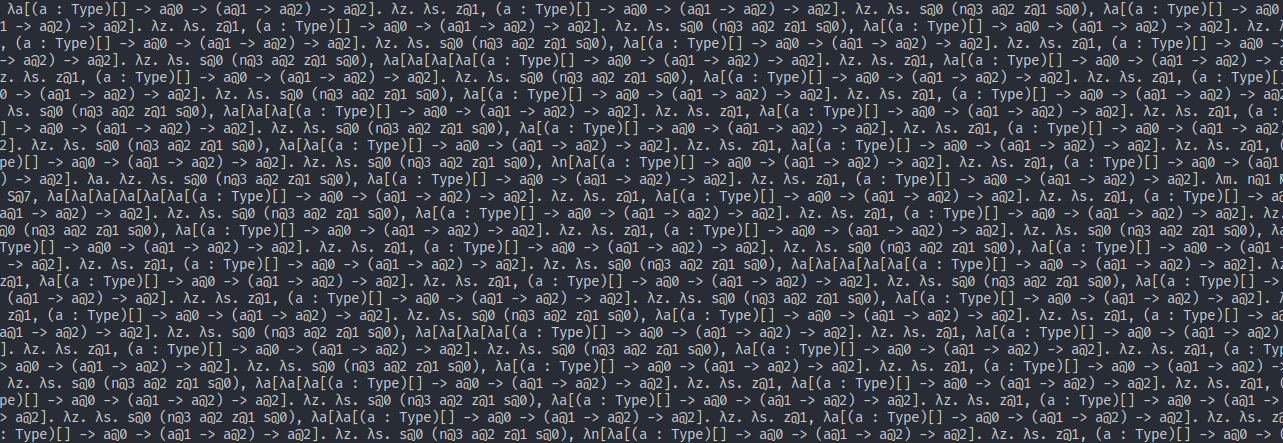 λa[(a : Type)[] -> a@0 -> (a@1 -> a@2) -> a@2]. λz. λs. z@1, (a : Type)[] -> a@0 -> (a@1 -> a@2) -> a@2]. λz. λs. s@0 (n@3 a@2 z@1 s@0), λa[(a : Type)[] -> a@0
1 -> a@2) -> a@2]. λz. λs. z@1, (a : Type)[] -> a@0 -> (a@1 -> a@2) -> a@2]. λz. λs. s@0 (n@3 a@2 z@1 s@0), λa[(a : Type)[] -> a@0 -> (a@1 -> a@2) -> a@2]. λz.
, (a : Type)[] -> a@0 -> (a@1 -> a@2) -> a@2]. λz. λs. s@0 (n@3 a@2 z@1 s@0), λa[(a : Type)[] -> a@0 -> (a@1 -> a@2) -> a@2]. λz. λs. z@1, (a : Type)[] -> a@0 -
-> a@2]. λz. λs. s@0 (n@3 a@2 z@1 s@0), λa[λa[λa[λa[(a : Type)[] -> a@0 -> (a@1 -> a@2) -> a@2]. λz. λs. z@1, λa[(a : Type)[] -> a@0 -> (a@1 -> a@2) -> a
z. λs. z@1, (a : Type)[] -> a@0 -> (a@1 -> a@2) -> a@2]. λz. λs. s@0 (n@3 a@2 z@1 s@0), λa[(a : Type)[] -> a@0 -> (a@1 -> a@2) -> a@2]. λz. λs. z@1, (a : Type)[
0 -> (a@1 -> a@2) -> a@2]. λz. λs. s@0 (n@3 a@2 z@1 s@0), λa[(a : Type)[] -> a@0 -> (a@1 -> a@2) -> a@2]. λz. λs. z@1, (a : Type)[] -> a@0 -> (a@1 -> a@2) -> a@2
λs. s@0 (n@3 a@2 z@1 s@0), λa[λa[λa[(a : Type)[] -> a@0 -> (a@1 -> a@2) -> a@2]. λz. λs. z@1, λa[(a : Type)[] -> a@0 -> (a@1 -> a@2) -> a@2]. λz. λs. z@1, (a :
] -> a@0 -> (a@1 -> a@2) -> a@2]. λz. λs. s@0 (n@3 a@2 z@1 s@0), λa[(a : Type)[] -> a@0 -> (a@1 -> a@2) -> a@2]. λz. λs. z@1, (a : Type)[] -> a@0 -> (a@1 -> a@2)
2]. λz. λs. s@0 (n@3 a@2 z@1 s@0), λa[λa[(a : Type)[] -> a@0 -> (a@1 -> a@2) -> a@2]. λz. λs. z@1, λa[(a : Type)[] -> a@0 -> (a@1 -> a@2) -> a@2]. λz. λs. z@1, (
pe)[] -> a@0 -> (a@1 -> a@2) -> a@2]. λz. λs. s@0 (n@3 a@2 z@1 s@0), λn[λa[(a : Type)[] -> a@0 -> (a@1 -> a@2) -> a@2]. λz. λs. z@1, (a : Type)[] -> a@0 -> (a@1
) -> a@2]. λa. λz. λs. s@0 (n@3 a@2 z@1 s@0), λa[(a : Type)[] -> a@0 -> (a@1 -> a@2) -> a@2]. λz. λs. z@1, (a : Type)[] -> a@0 -> (a@1 -> a@2) -> a@2]. λm. n@1
S@7, λa[λa[λa[λa[λa[λa[(a : Type)[] -> a@0 -> (a@1 -> a@2) -> a@2]. λz. λs. z@1, λa[(a : Type)[] -> a@0 -> (a@1 -> a@2) -> a@2]. λz. λs. z@1, (a : Type)[] -> a@0
a@1 -> a@2) -> a@2]. λz. λs. s@0 (n@3 a@2 z@1 s@0), λa[(a : Type)[] -> a@0 -> (a@1 -> a@2) -> a@2]. λz. λs. z@1, (a : Type)[] -> a@0 -> (a@1 -> a@2) -> a@2]. λz
@0 (n@3 a@2 z@1 s@0), λa[(a : Type)[] -> a@0 -> (a@1 -> a@2) -> a@2]. λz. λs. z@1, (a : Type)[] -> a@0 -> (a@1 -> a@2) -> a@2]. λz. λs. s@0 (n@3 a@2 z@1 s@0), λa
Type)[] -> a@0 -> (a@1 -> a@2) -> a@2]. λz. λs. z@1, (a : Type)[] -> a@0 -> (a@1 -> a@2) -> a@2]. λz. λs. s@0 (n@3 a@2 z@1 s@0), λa[(a : Type)[] -> a@0 -> (a@1
-> a@2) -> a@2]. λz. λs. z@1, (a : Type)[] -> a@0 -> (a@1 -> a@2) -> a@2]. λz. λs. s@0 (n@3 a@2 z@1 s@0), λa[λa[λa[λa[λa[(a : Type)[] -> a@0 -> (a@1 -> a@2) -> a@2]. λz
z@1, λa[(a : Type)[] -> a@0 -> (a@1 -> a@2) -> a@2]. λz. λs. z@1, (a : Type)[] -> a@0 -> (a@1 -> a@2) -> a@2]. λz. λs. s@0 (n@3 a@2 z@1 s@0), λa[(a : Type)[] -> a
(a@1 -> a@2) -> a@2]. λz. λs. z@1, (a : Type)[] -> a@0 -> (a@1 -> a@2) -> a@2]. λz. λs. s@0 (n@3 a@2 z@1 s@0), λa[(a : Type)[] -> a@0 -> (a@1 -> a@2) -> a@2].
z@1, (a : Type)[] -> a@0 -> (a@1 -> a@2) -> a@2]. λz. λs. s@0 (n@3 a@2 z@1 s@0), λa[(a : Type)[] -> a@0 -> (a@1 -> a@2) -> a@2]. λz. λs. z@1, (a : Type)[] -> a@0
a@1 -> a@2) -> a@2]. λz. λs. s@0 (n@3 a@2 z@1 s@0), λa[λa[λa[λa[(a : Type)[] -> a@0 -> (a@1 -> a@2) -> a@2]. λz. λs. z@1, λa[(a : Type)[] -> a@0 -> (a@1 -> a@2)
]. λz. λs. z@1, (a : Type)[] -> a@0 -> (a@1 -> a@2) -> a@2]. λz. λs. s@0 (n@3 a@2 z@1 s@0), λa[(a : Type)[] -> a@0 -> (a@1 -> a@2) -> a@2]. λz. λs. z@1, (a : Typ
> a@0 -> (a@1 -> a@2) -> a@2]. λz. λs. s@0 (n@3 a@2 z@1 s@0), λa[(a : Type)[] -> a@0 -> (a@1 -> a@2) -> a@2]. λz. λs. z@1, (a : Type)[] -> a@0 -> (a@1 -> a@2) ->
λz. λs. s@0 (n@3 a@2 z@1 s@0), λa[λa[λa[(a : Type)[] -> a@0 -> (a@1 -> a@2) -> a@2]. λz. λs. z@1, λa[(a : Type)[] -> a@0 -> (a@1 -> a@2) -> a@2]. λz. λs. z@1, (
pe)[] -> a@0 -> (a@1 -> a@2) -> a@2]. λz. λs. s@0 (n@3 a@2 z@1 s@0), λa[(a : Type)[] -> a@0 -> (a@1 -> a@2) -> a@2]. λz. λs. z@1, (a : Type)[] -> a@0 -> (a@1 -> a
> a@2]. λz. λs. s@0 (n@3 a@2 z@1 s@0), λa[λa[(a : Type)[] -> a@0 -> (a@1 -> a@2) -> a@2]. λz. λs. z@1, λa[(a : Type)[] -> a@0 -> (a@1 -> a@2) -> a@2]. λz. λs. z
: Type)[] -> a@0 -> (a@1 -> a@2) -> a@2]. λz. λs. s@0 (n@3 a@2 z@1 s@0), λn[λa[(a : Type)[] -> a@0 -> (a@1 -> a@2) -> a@2]. λz. λs. z@1, (a : Type)[] -> a@0 ->